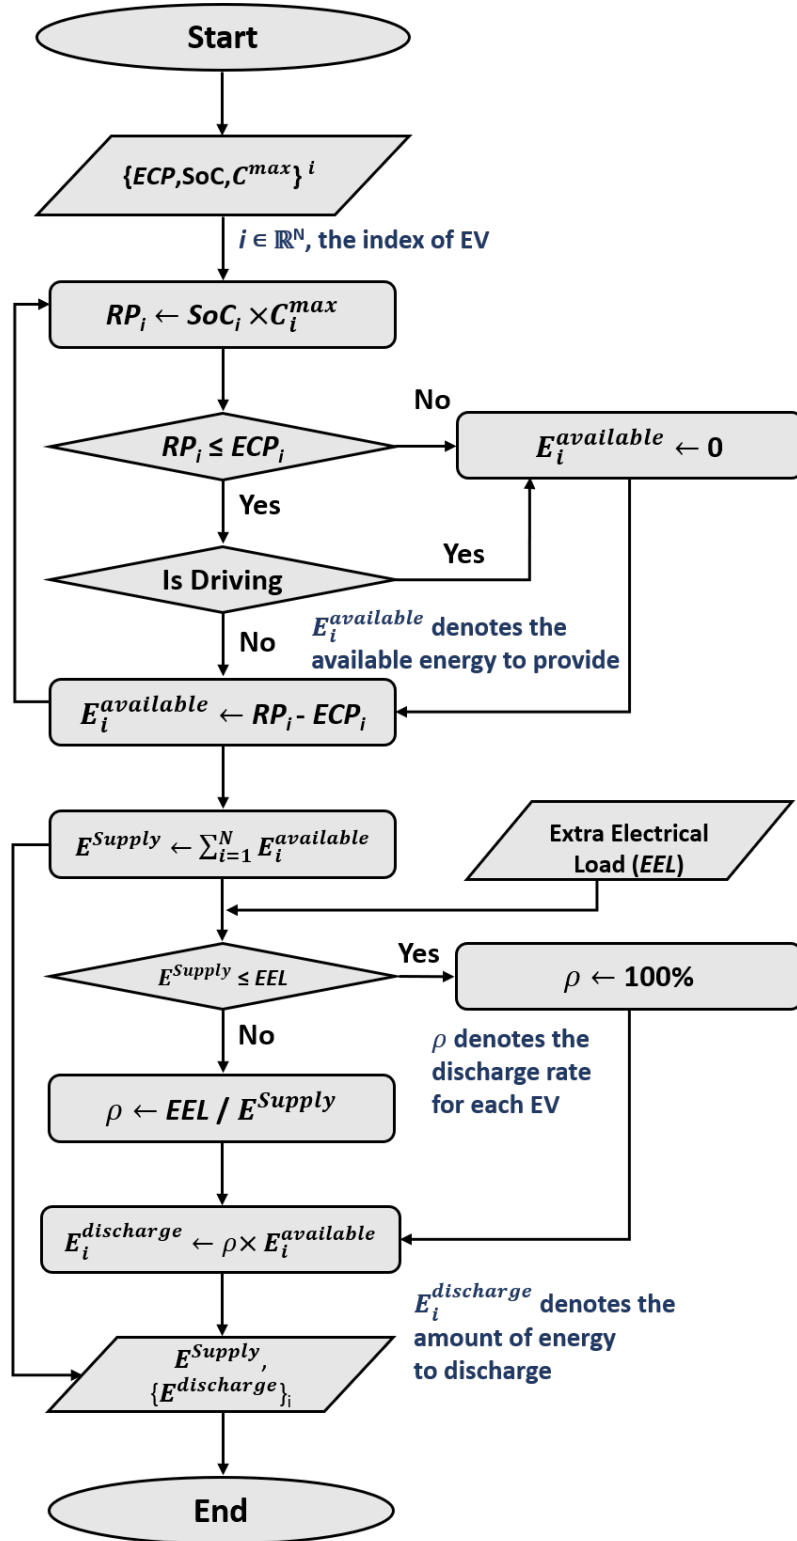 Start
{ECP,SoC,C^max} ^i
i ∈ ℝ^N, the index of EV
RP_i ← SoC_i ×C_i^max
No
RP_i ≤ ECP_i
E_i^available ← 0
Yes
Yes
Is Driving
No
E_i^available denotes the
available energy to provide
E_i^available ← RP_i - ECP_i
E^Supply ← ∑_{i=1}^N E_i^available
Extra Electrical
Load (EEL)
E^Supply ≤ EEL
Yes
ρ ← 100%
No
ρ denotes the
discharge rate
for each EV
ρ ← EEL / E^Supply
E_i^discharge ← ρ× E_i^available
E_i^discharge denotes the
amount of energy
to discharge
E^Supply,
{E^discharge}_i
End